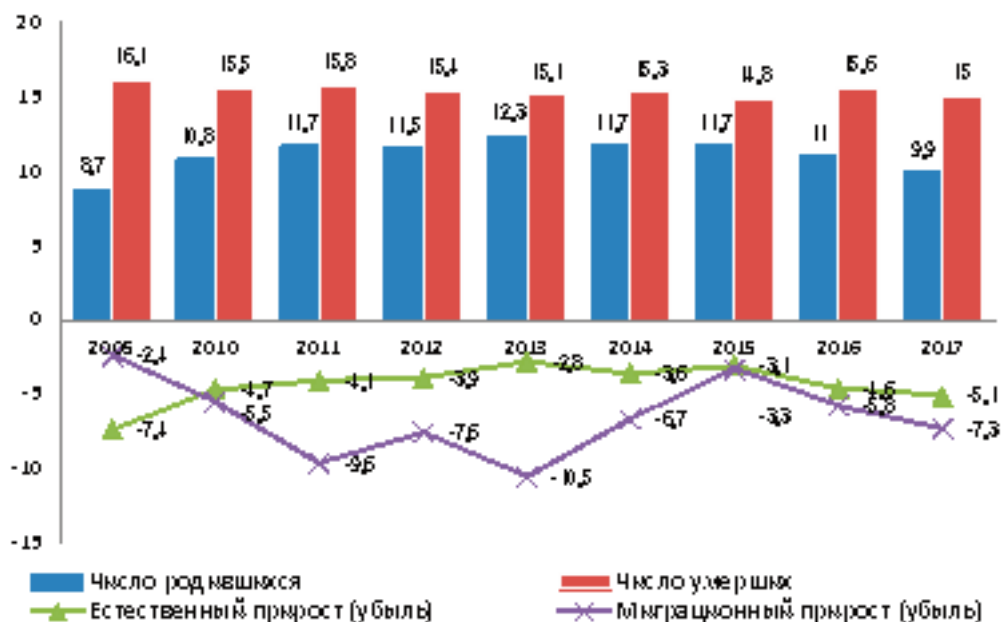 20
16,1 15,5 15,8 15,4 15,1 15,3 14,8 15,6 15
15
8,7 10,8 11,7 11,5 12,3 11,7 11,7 11 9,9
10
5
0
2005 2010 2011 2012 2013 2014 2015 2016 2017
-2,4 -4,7 -4,1 -3,9 -2,8 -3,6 -3,1 -4,6 -5,1
-5
-7,4 -5,5 -9,6 -7,6 -10,5 -6,7 -3,3 -5,8 -7,3
-10
-15
Число родившихся Число умерших
Естественный прирост (убыль) Миграционный прирост (убыль)